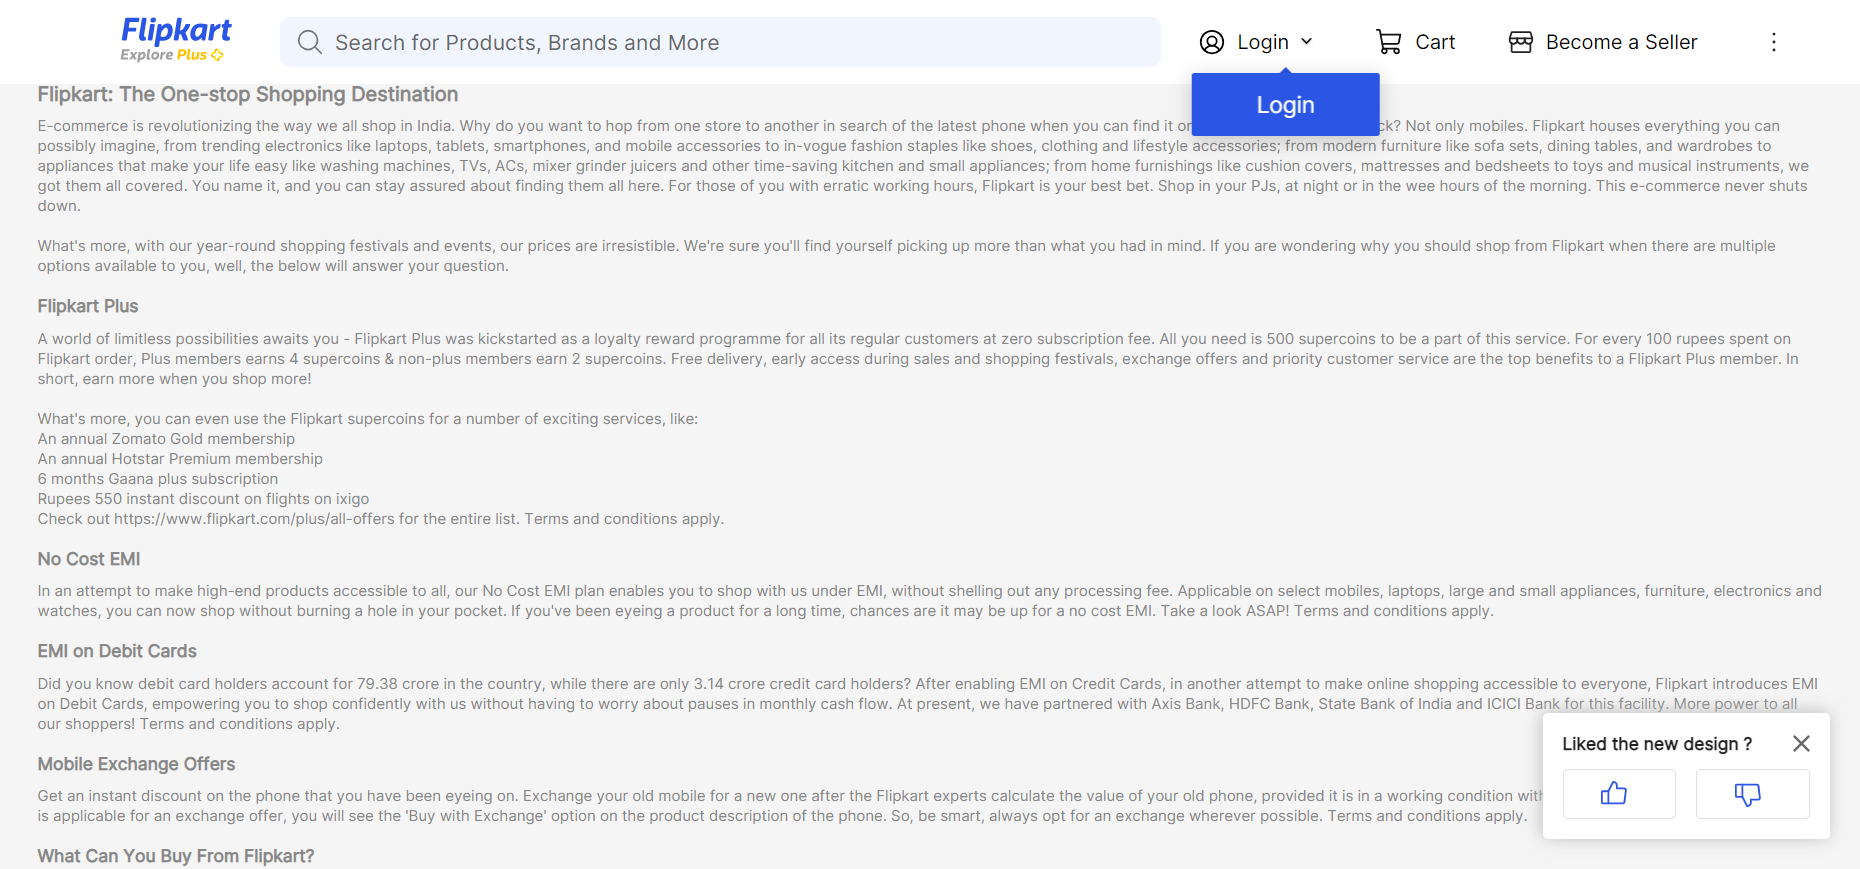 Flipkart
Explore Plus
Search for Products, Brands and More
Login
Cart
Become a Seller
Login
Flipkart: The One-stop Shopping Destination
E-commerce is revolutionizing the way we all shop in India. Why do you want to hop from one store to another in search of the latest phone when you can find it on ck? Not only mobiles. Flipkart houses everything you can
possibly imagine, from trending electronics like laptops, tablets, smartphones, and mobile accessories to in-vogue fashion staples like shoes, clothing and lifestyle accessories; from modern furniture like sofa sets, dining tables, and wardrobes to
appliances that make your life easy like washing machines, TVs, ACs, mixer grinder juicers and other time-saving kitchen and small appliances; from home furnishings like cushion covers, mattresses and bedsheets to toys and musical instruments, we
got them all covered. You name it, and you can stay assured about finding them all here. For those of you with erratic working hours, Flipkart is your best bet. Shop in your PJs, at night or in the wee hours of the morning. This e-commerce never shuts
down.
What's more, with our year-round shopping festivals and events, our prices are irresistible. We're sure you'll find yourself picking up more than what you had in mind. If you are wondering why you should shop from Flipkart when there are multiple
options available to you, well, the below will answer your question.
Flipkart Plus
A world of limitless possibilities awaits you - Flipkart Plus was kickstarted as a loyalty reward programme for all its regular customers at zero subscription fee. All you need is 500 supercoins to be a part of this service. For every 100 rupees spent on
Flipkart order, Plus members earns 4 supercoins & non-plus members earn 2 supercoins. Free delivery, early access during sales and shopping festivals, exchange offers and priority customer service are the top benefits to a Flipkart Plus member. In
short, earn more when you shop more!
What's more, you can even use the Flipkart supercoins for a number of exciting services, like:
An annual Zomato Gold membership
An annual Hotstar Premium membership
6 months Gaana plus subscription
Rupees 550 instant discount on flights on ixigo
Check out https://www.flipkart.com/plus/all-offers for the entire list. Terms and conditions apply.
No Cost EMI
In an attempt to make high-end products accessible to all, our No Cost EMI plan enables you to shop with us under EMI, without shelling out any processing fee. Applicable on select mobiles, laptops, large and small appliances, furniture, electronics and
watches, you can now shop without burning a hole in your pocket. If you've been eyeing a product for a long time, chances are it may be up for a no cost EMI. Take a look ASAP! Terms and conditions apply.
EMI on Debit Cards
Did you know debit card holders account for 79.38 crore in the country, while there are only 3.14 crore credit card holders? After enabling EMI on Credit Cards, in another attempt to make online shopping accessible to everyone, Flipkart introduces EMI
on Debit Cards, empowering you to shop confidently with us without having to worry about pauses in monthly cash flow. At present, we have partnered with Axis Bank, HDFC Bank, State Bank of India and ICICI Bank for this facility. More power to all
our shoppers! Terms and conditions apply.
Mobile Exchange Offers
Get an instant discount on the phone that you have been eyeing on. Exchange your old mobile for a new one after the Flipkart experts calculate the value of your old phone, provided it is in a working condition
is applicable for an exchange offer, you will see the 'Buy with Exchange' option on the product description of the phone. So, be smart, always opt for an exchange wherever possible. Terms and conditions apply.
What Can You Buy From Flipkart?
Liked the new design ?